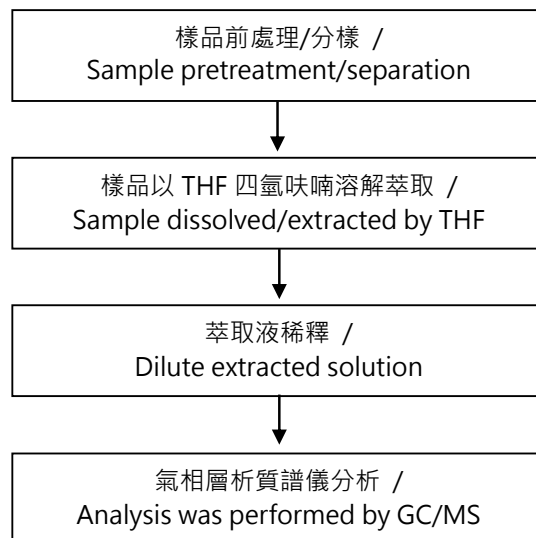 樣品前處理/分樣 /
Sample pretreatment/separation
樣品以 THF 四氫呋喃溶解萃取 /
Sample dissolved/extracted by THF
萃取液稀釋 /
Dilute extracted solution
氣相層析質譜儀分析 /
Analysis was performed by GC/MS